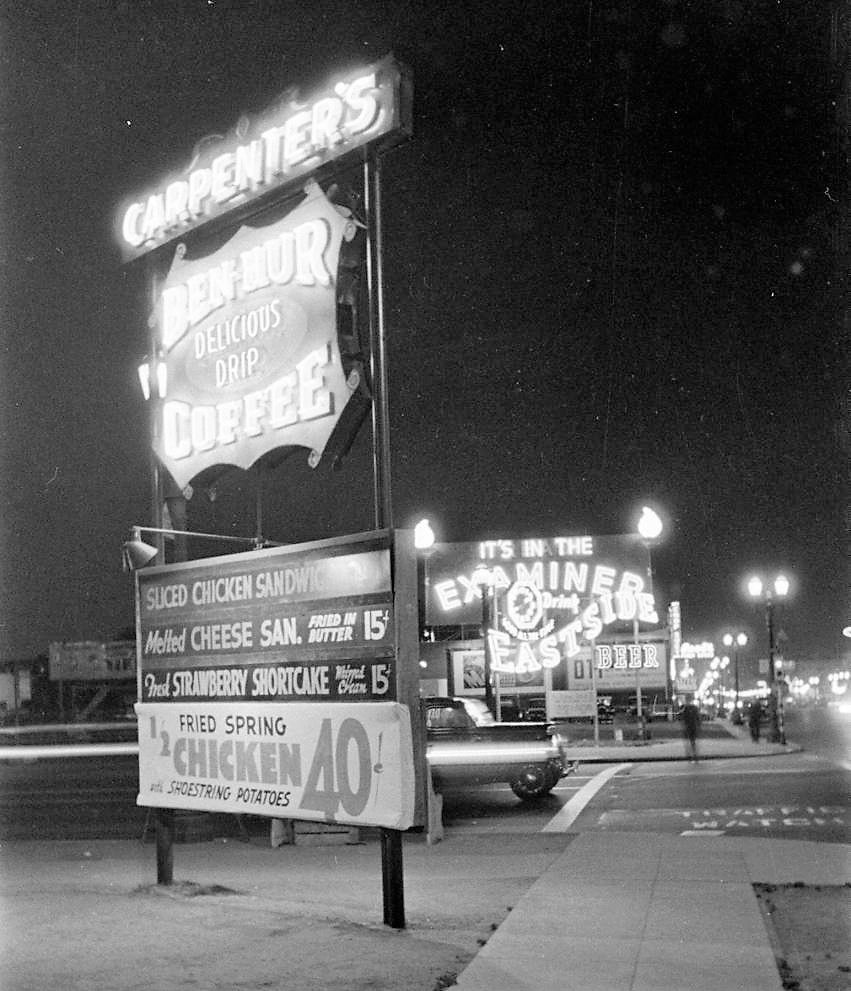 CARPENTER'S
BEN-HUR
DELICIOUS
DRIP
COFFEE
SLICED CHICKEN SANDWIC
Melted CHEESE SAN. FRIED IN BUTTER 15¢
Fresh STRAWBERRY SHORTCAKE Whipped Cream 15¢
1/2 FRIED SPRING
CHICKEN 40¢
with SHOESTRING POTATOES
IT'S IN THE
EXAMINER
Drink
EASTSIDE
BEER
TRAFFIC
WATCH